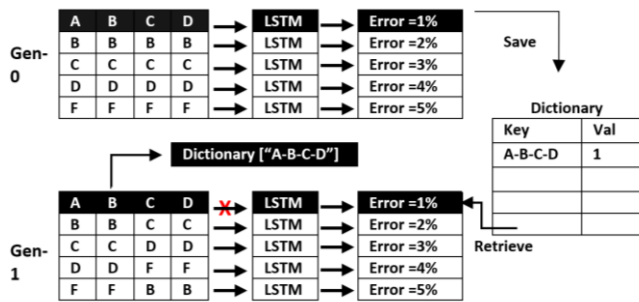 A B C D LSTM Error =1%
B B B B LSTM Error =2%
Gen-0 C C C C LSTM Error =3%
D D D D LSTM Error =4%
F F F F LSTM Error =5%
Save
Dictionary
Key Val
A-B-C-D 1
Dictionary ["A-B-C-D"]
A B C D X LSTM Error =1%
B B C C LSTM Error =2%
Gen-1 C C D D LSTM Error =3%
D D F F LSTM Error =4%
F F B B LSTM Error =5%
Retrieve